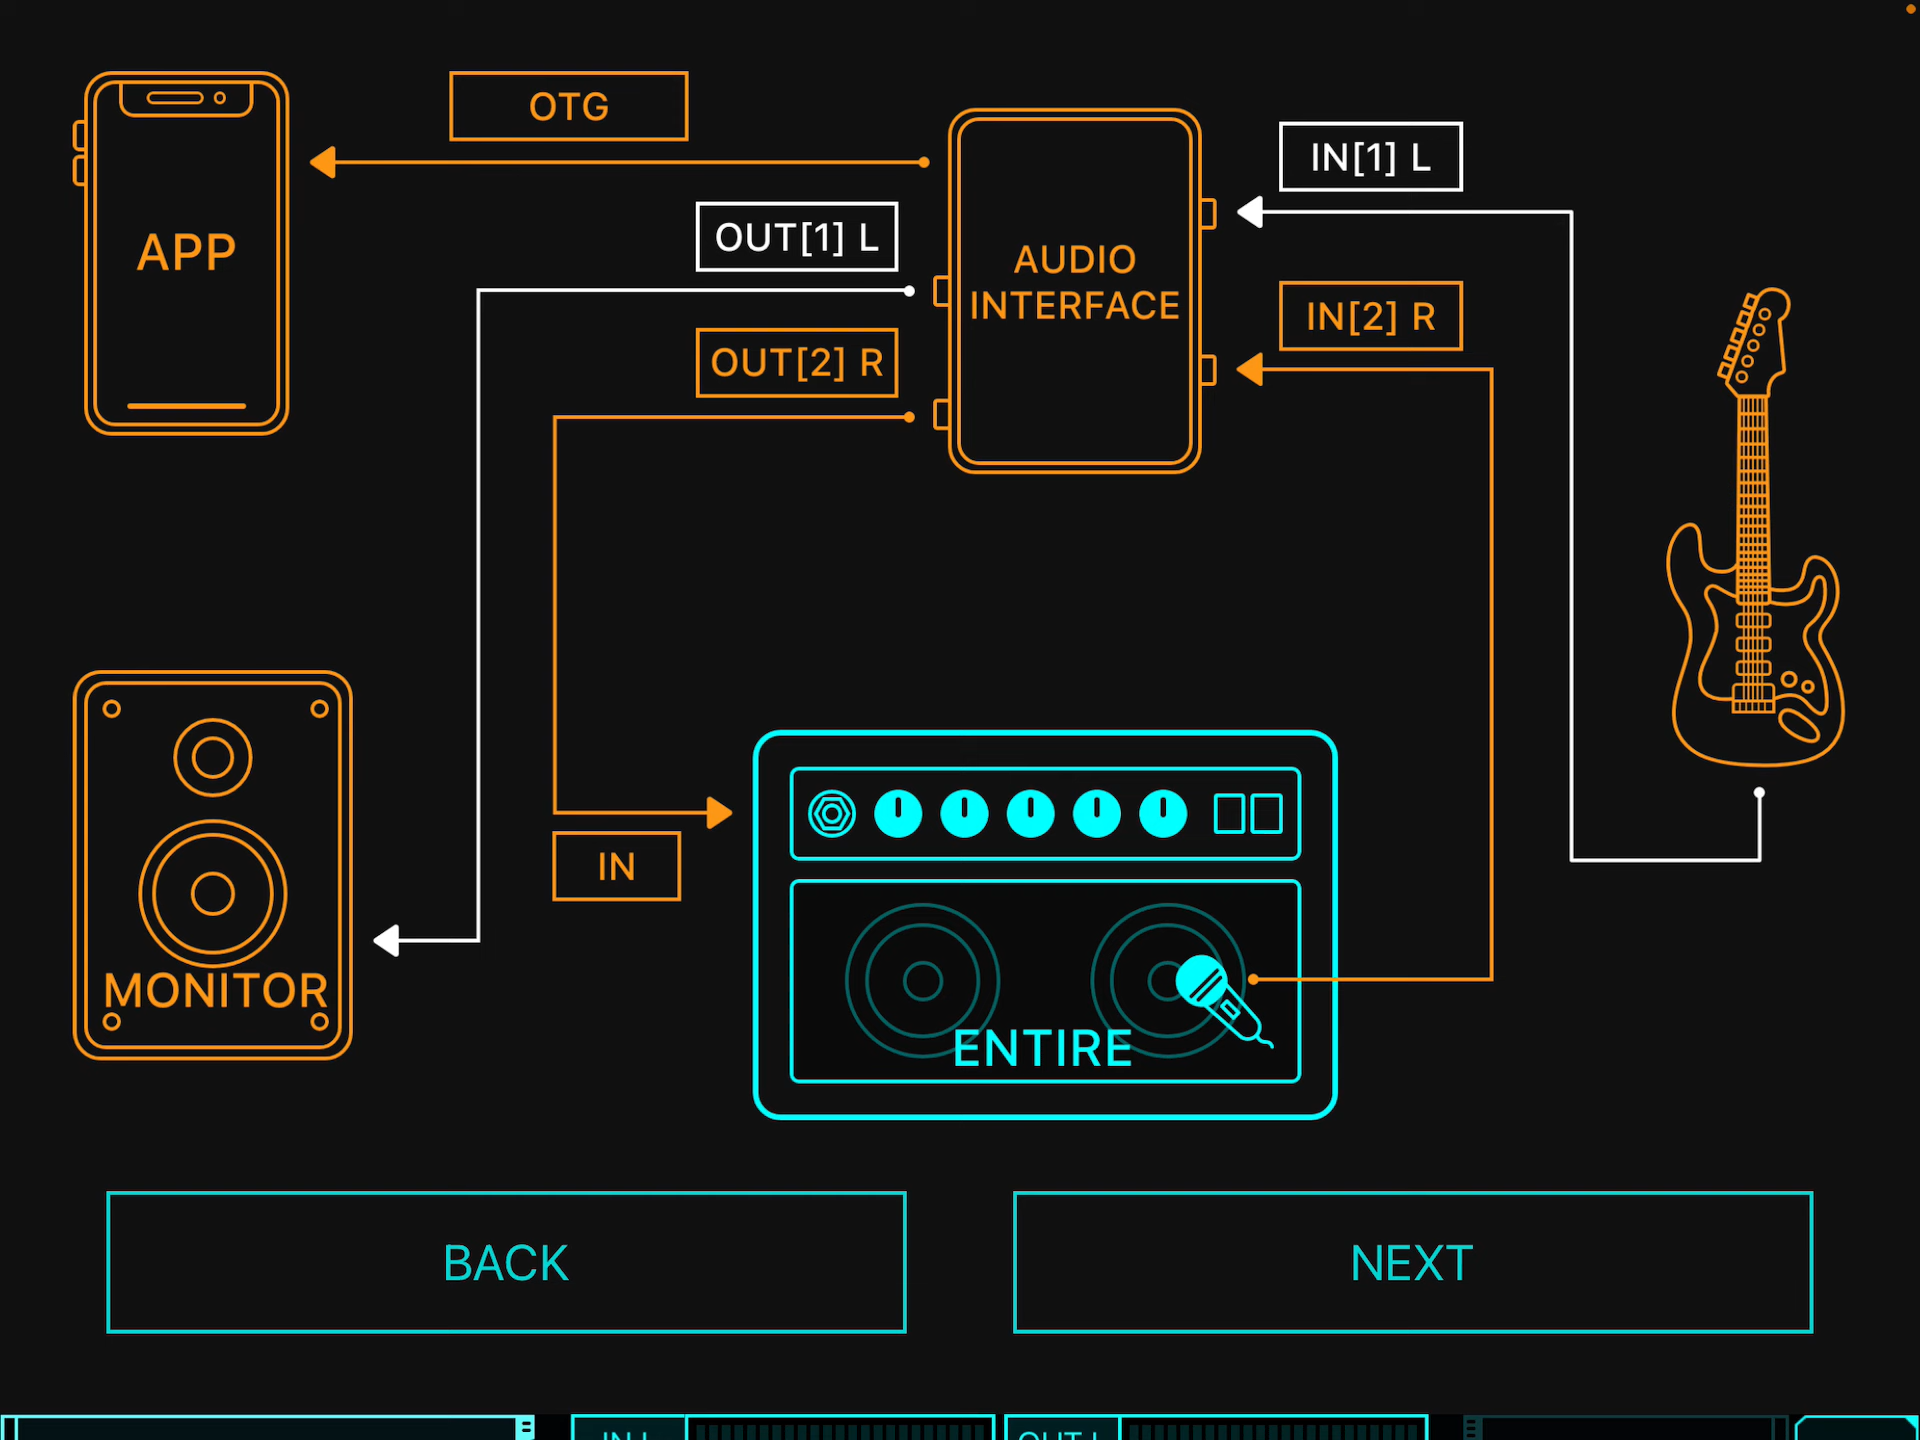 OTG
IN[1] L
OUT[1] L
APP
AUDIO
INTERFACE
IN[2] R
OUT[2] R
IN
MONITOR
ENTIRE
BACK
NEXT